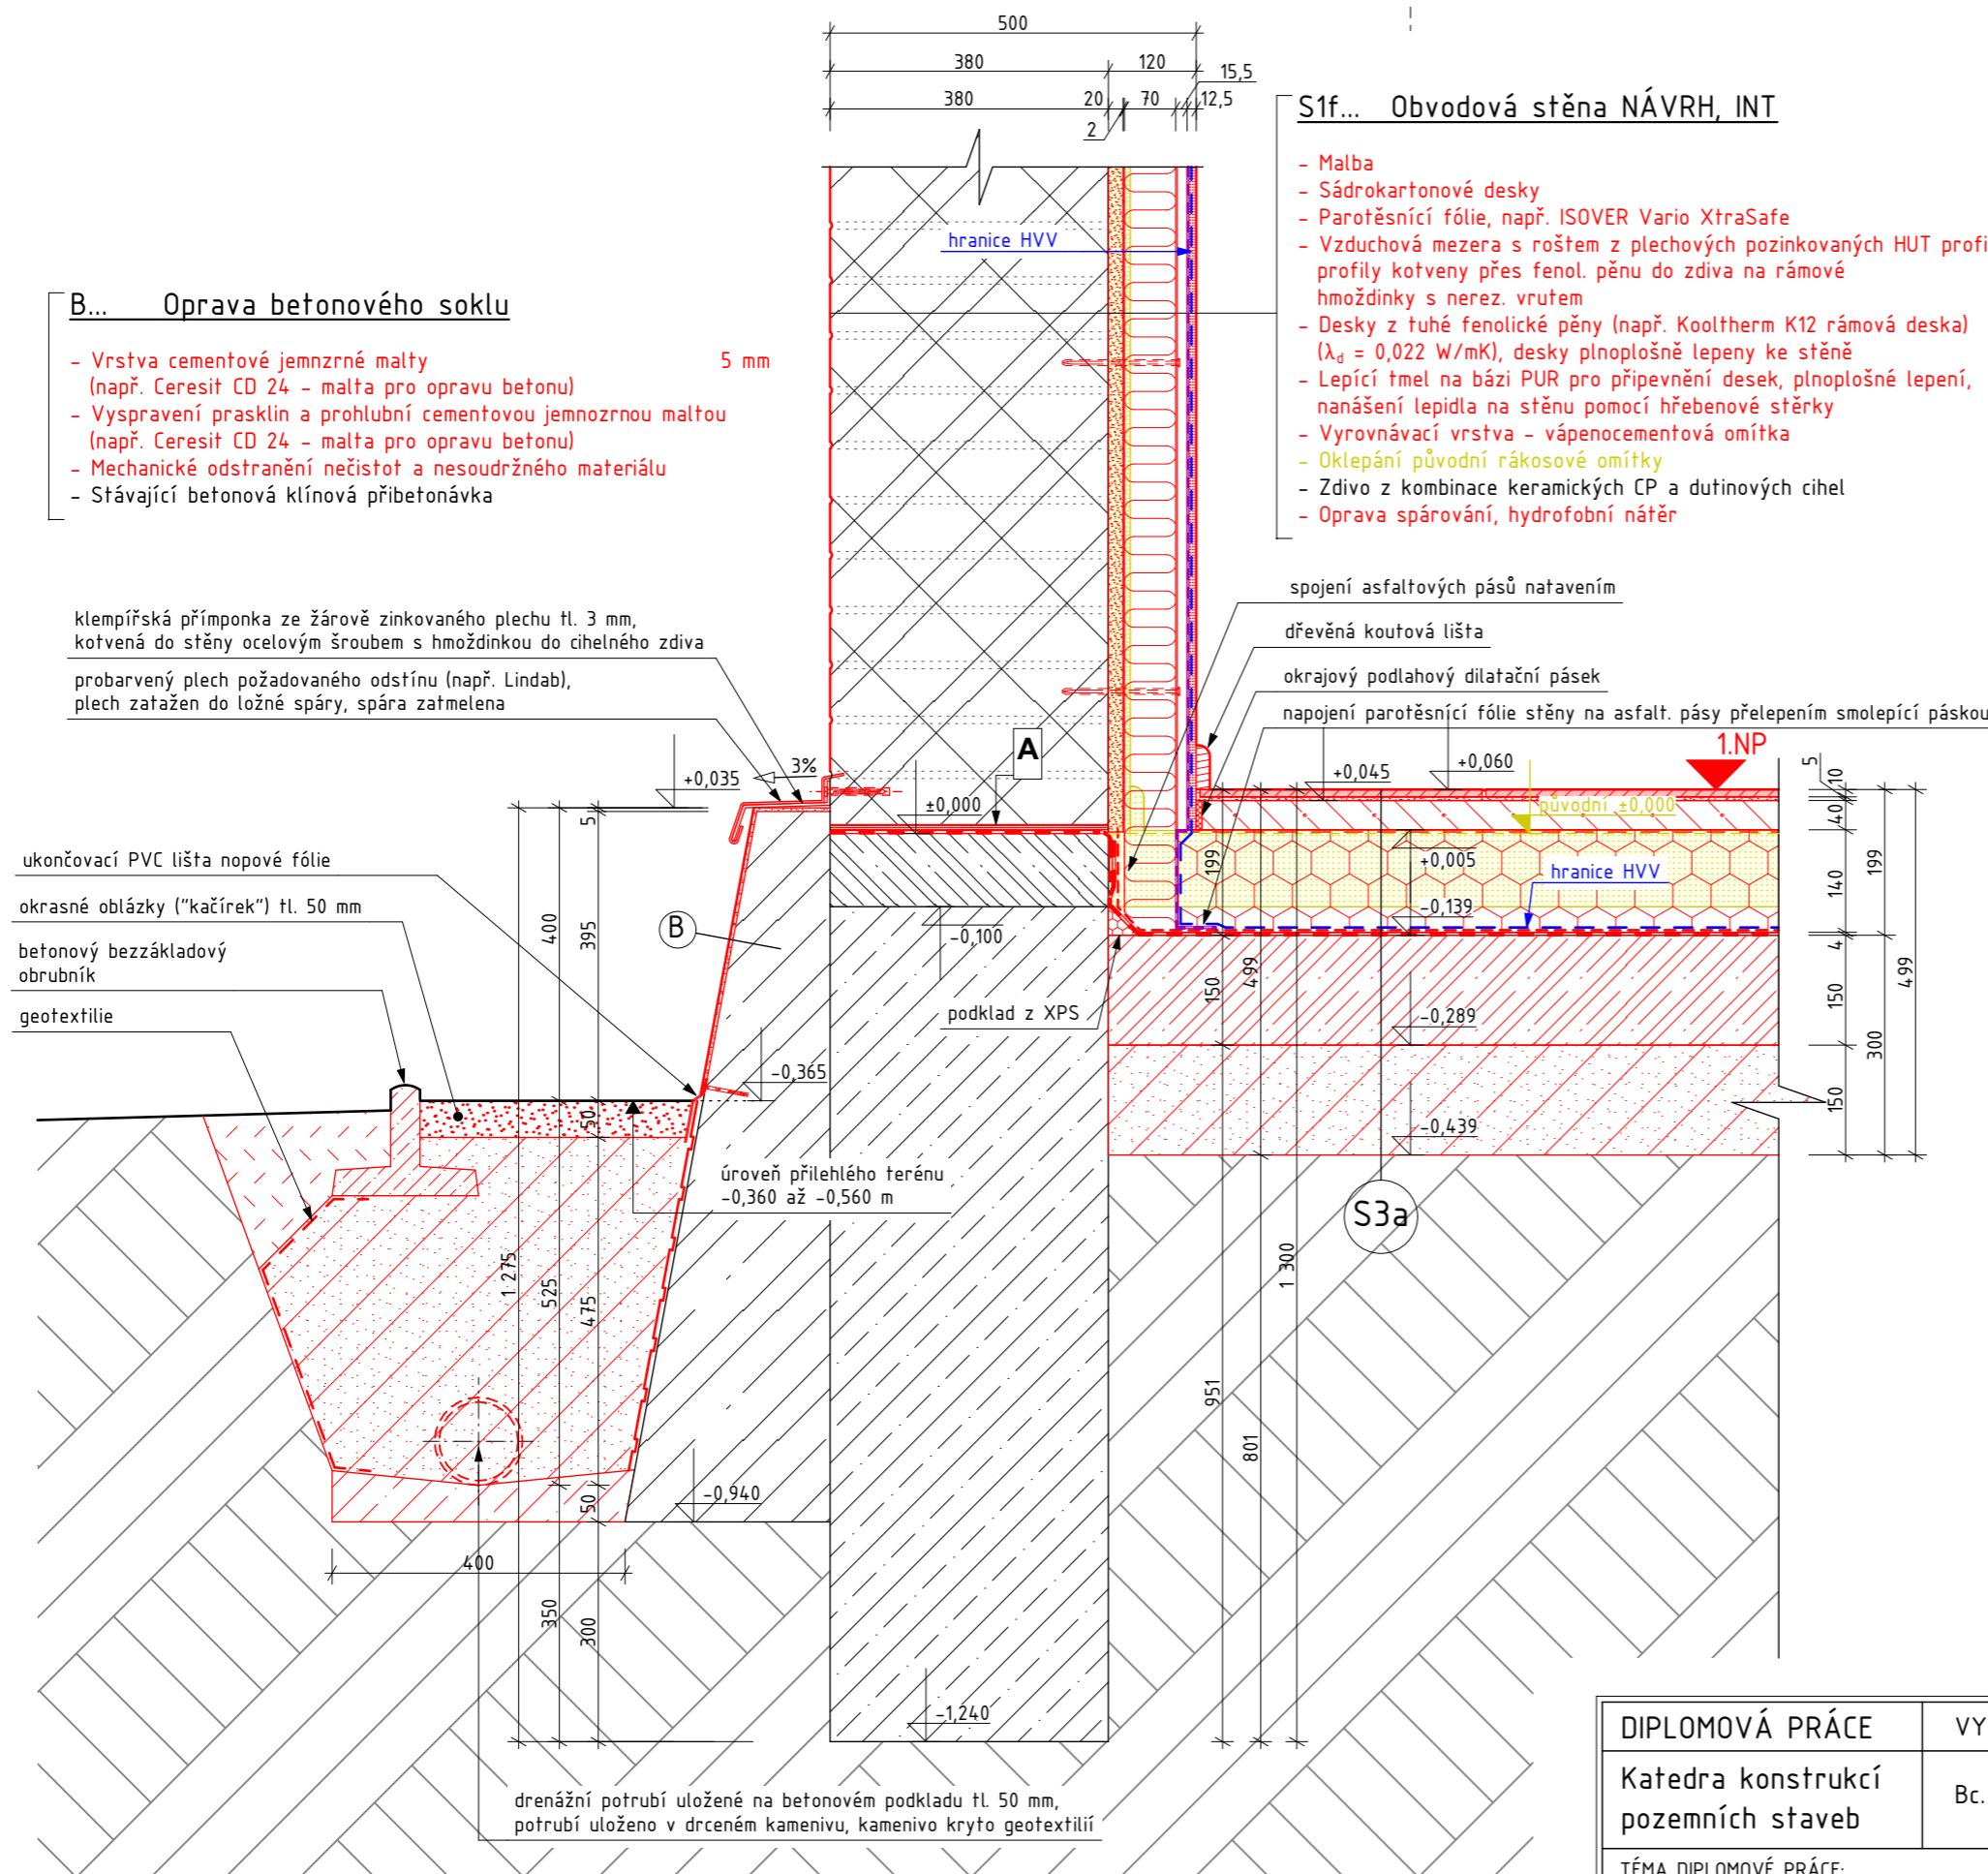 500
380
120
15,5
380
20
70
12,5
2
S1f... Obvodová stěna NÁVRH, INT
- Malba
- Sádrokartonové desky
- Parotěsnící fólie, např. ISOVER Vario XtraSafe
- Vzduchová mezera s roštem z plechových pozinkovaných HUT profi
profily kotveny přes fenol. pěnu do zdiva na rámové
hmoždinky s nerez. vrutem
- Desky z tuhé fenolické pěny (např. Kooltherm K12 rámová deska)
(λd = 0,022 W/mK), desky plnoplošně lepeny ke stěně
- Lepící tmel na bázi PUR pro připevnění desek, plnoplošné lepení,
nanášení lepidla na stěnu pomocí hřebenové stěrky
- Vyrovnávací vrstva - vápenocementová omítka
- Oklepání původní rákosové omítky
- Zdivo z kombinace keramických CP a dutinových cihel
- Oprava spárování, hydrofobní nátěr
hranice HVV
B... Oprava betonového soklu
- Vrstva cementové jemnzrné malty 5 mm
(např. Ceresit CD 24 - malta pro opravu betonu)
- Vyspravení prasklin a prohlubní cementovou jemnozrnou maltou
(např. Ceresit CD 24 - malta pro opravu betonu)
- Mechanické odstranění nečistot a nesoudržného materiálu
- Stávající betonová klínová přibetonávka
klempířská přímponka ze žárově zinkovaného plechu tl. 3 mm,
kotvená do stěny ocelovým šroubem s hmoždinkou do cihelného zdiva
probarvený plech požadovaného odstínu (např. Lindab),
plech zatažen do ložné spáry, spára zatmelena
spojení asfaltových pásů natavením
dřevěná koutová lišta
okrajový podlahový dilatační pásek
napojení parotěsnící fólie stěny na asfalt. pásy přelepením smolepící páskou
A
1.NP
3%
+0,035
±0,000
+0,045
+0,060
původní ±0,000
+0,005
hranice HVV
-0,139
-0,100
-0,289
-0,439
-0,365
-0,940
-1,240
ukončovací PVC lišta nopové fólie
okrasné oblázky ("kačírek") tl. 50 mm
betonový bezzákladový
obrubník
geotextilie
B
podklad z XPS
úroveň přilehlého terénu
-0,360 až -0,560 m
S3a
5
400
395
50
1 275
525
475
50
350
300
400
199
150
499
951
801
1 300
5
10
40
140
4
150
150
199
300
499
drenážní potrubí uložené na betonovém podkladu tl. 50 mm,
potrubí uloženo v drceném kamenivu, kamenivo kryto geotextilií
DIPLOMOVÁ PRÁCE
VY
Katedra konstrukcí
pozemních staveb
Bc.
TÉMA DIPLOMOVÉ PRÁCE: